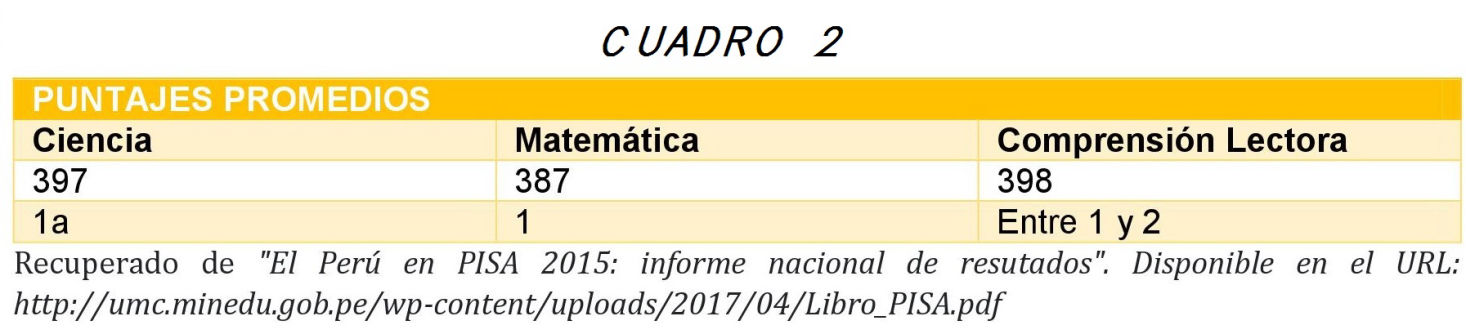 CUADRO 2
PUNTAJES PROMEDIOS
Ciencia Matemática Comprensión Lectora
397 387 398
1a 1 Entre 1 y 2
Recuperado de "El Perú en PISA 2015: informe nacional de resutados". Disponible en el URL:
http://umc.minedu.gob.pe/wp-content/uploads/2017/04/Libro_PISA.pdf